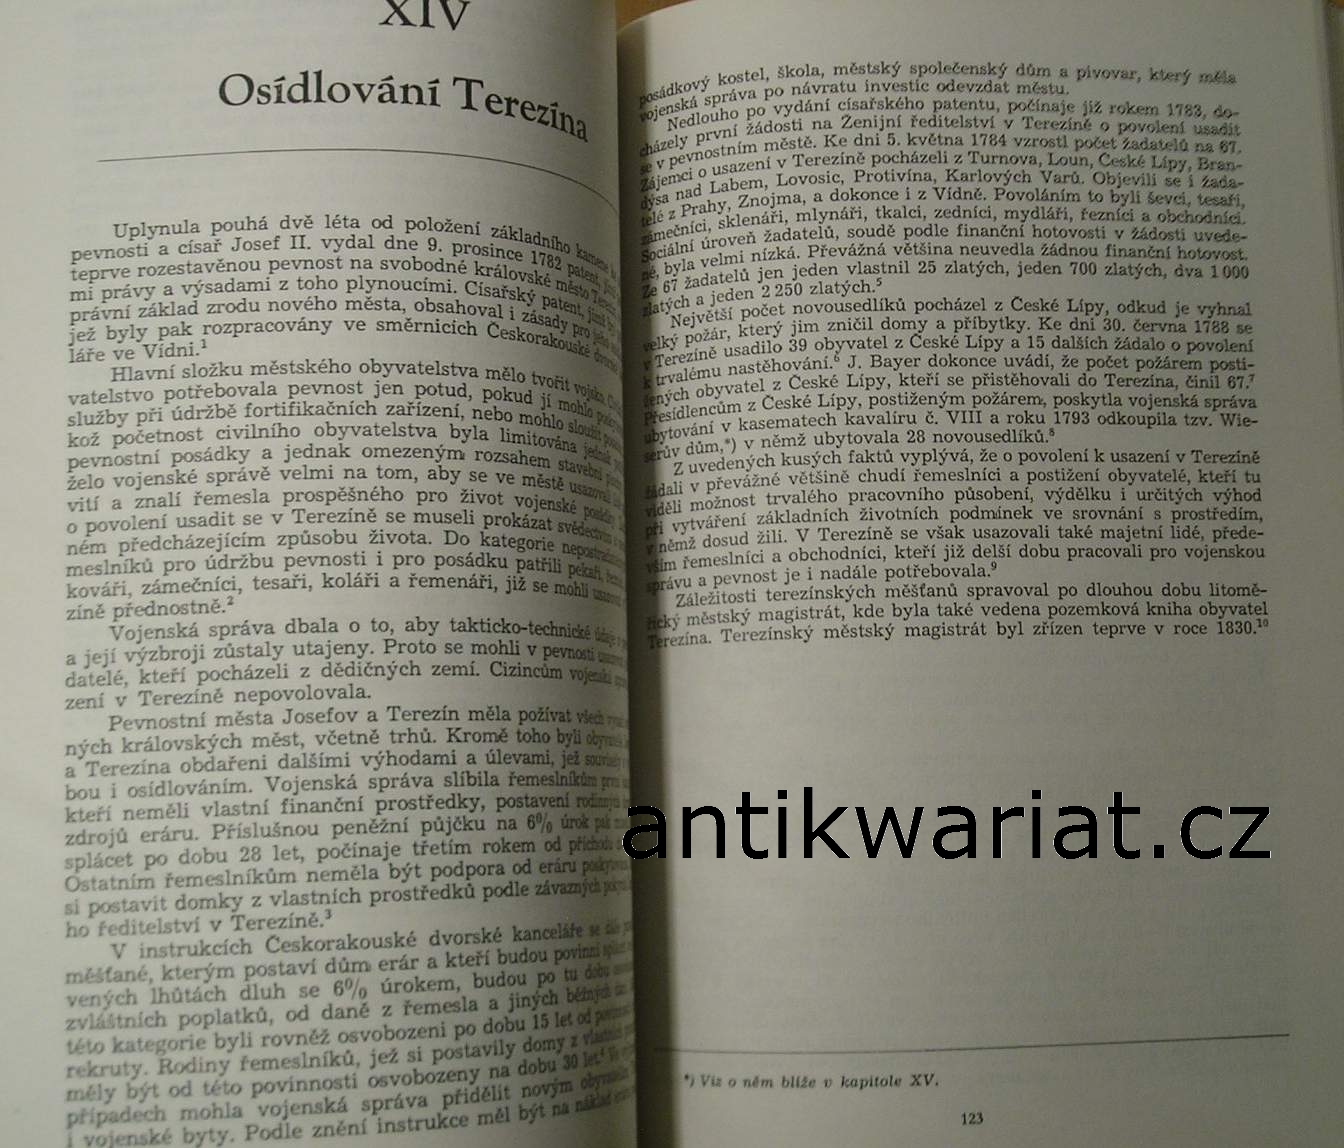 XIV
Osídlování Terezína
Uplynula pouhá dvě léta od položení základního kamene
pevnosti a císař Josef II. vydal dne 9. prosince 1782 patent,
teprve rozestavěnou pevnost na svobodné královské město
mi právy a výsadami z toho plynoucími. Císařský patent, jímž
právní základ zrodu nového města, obsahoval i zásady pro
jež byly pak rozpracovány ve směrnicích Českorakouské
láře ve Vídni.¹
Hlavní složku městského obyvatelstva mělo tvořit vojsko.
vatelstvo potřebovala pevnost jen potud, pokud jí mohlo
služby při údržbě fortifikačních zařízení, nebo mohlo sloužit
kož početnost civilního obyvatelstva byla limitována jednak
pevnostní posádky a jednak omezeným rozsahem stavební
želo vojenské správě velmi na tom, aby se ve městě usazovali
vití a znalí řemesla prospěšného pro život vojenské posádky
o povolení usadit se v Terezíně se museli prokázat svědectvím
ném předcházejícím způsobu života. Do kategorie
meslníků pro údržbu pevnosti i pro posádku patřili pekaři,
kováři, zámečníci, tesaři, koláři a řemenáři, již se mohli
zíně přednostně.²
Vojenská správa dbala o to, aby takticko-technické údaje
a její výzbroji zůstaly utajeny. Proto se mohli v pevnosti
datelé, kteří pocházeli z dědičných zemí. Cizincům vojenská
zení v Terezíně nepovolovala.
Pevnostní města Josefov a Terezín měla požívat všech
ných královských měst, včetně trhů. Kromě toho byli
a Terezína obdařeni dalšími výhodami a úlevami, jež
bou i osídlováním. Vojenská správa slíbila řemeslníkům
kteří neměli vlastní finanční prostředky, postavení rodinných
zdrojů eráru. Příslušnou peněžní půjčku na 6% úrok pak
splácet po dobu 28 let, počínaje třetím rokem od příchodu
Ostatním řemeslníkům neměla být podpora od eráru
si postavit domky z vlastních prostředků podle závazných
ho ředitelství v Terezíně.³
V instrukcích Českorakouské dvorské kanceláře se dále
měšťané, kterým postaví dům erár a kteří budou povinni splácet
vených lhůtách dluh se 6% úrokem, budou po tu dobu
zvláštních poplatků, od daně z řemesla a jiných běžných
této kategorie byli rovněž osvobozeni po dobu 15 let od povinnosti
rekruty. Rodiny řemeslníků, jež si postavily domy z vlastních
měly být od této povinnosti osvobozeny na dobu 30 let.⁴
případech mohla vojenská správa přidělit novým
i vojenské byty. Podle znění instrukce měl být na náklad
posádkový kostel, škola, městský společenský dům a pivovar, který měla
vojenská správa po návratu investic odevzdat městu.
Nedlouho po vydání císařského patentu, počínaje již rokem 1783, do-
cházely první žádosti na Ženijní ředitelství v Terezíně o povolení usadit
se v pevnostním městě. Ke dni 5. května 1784 vzrostl počet žadatelů na 67.
Zájemci o usazení v Terezíně pocházeli z Turnova, Loun, České Lípy, Bran-
dýsa nad Labem, Lovosic, Protivína, Karlových Varů. Objevili se i žada-
telé z Prahy, Znojma, a dokonce i z Vídně. Povoláním to byli ševci, tesaři,
zámečníci, sklenáři, mlynáři, tkalci, zedníci, mydláři, řezníci a obchodníci.
Sociální úroveň žadatelů, soudě podle finanční hotovosti v žádosti uvede-
né, byla velmi nízká. Převážná většina neuvedla žádnou finanční hotovost.
Ze 67 žadatelů jen jeden vlastnil 25 zlatých, jeden 700 zlatých, dva 1 000
zlatých a jeden 2 250 zlatých.⁵
Největší počet novousedlíků pocházel z České Lípy, odkud je vyhnal
velký požár, který jim zničil domy a příbytky. Ke dni 30. června 1788 se
v Terezíně usadilo 39 obyvatel z České Lípy a 15 dalších žádalo o povolení
k trvalému nastěhování.⁶ J. Bayer dokonce uvádí, že počet požárem posti-
žených obyvatel z České Lípy, kteří se přistěhovali do Terezína, činil 67.⁷
Přesídlencům z České Lípy, postiženým požárem, poskytla vojenská správa
ubytování v kasematech kavalíru č. VIII a roku 1793 odkoupila tzv. Wie-
serův dům,*) v němž ubytovala 28 novousedlíků.⁸
Z uvedených kusých faktů vyplývá, že o povolení k usazení v Terezíně
žádali v převážné většině chudí řemeslníci a postižení obyvatelé, kteří tu
viděli možnost trvalého pracovního působení, výdělku i určitých výhod
při vytváření základních životních podmínek ve srovnání s prostředím,
v němž dosud žili. V Terezíně se však usazovali také majetní lidé, přede-
vším řemeslníci a obchodníci, kteří již delší dobu pracovali pro vojenskou
správu a pevnost je i nadále potřebovala.⁹
Záležitosti terezínských měšťanů spravoval po dlouhou dobu litomě-
řický městský magistrát, kde byla také vedena pozemková kniha obyvatel
Terezína. Terezínský městský magistrát byl zřízen teprve v roce 1830.¹⁰
antikwariat.cz
*) Viz o něm blíže v kapitole XV.
123